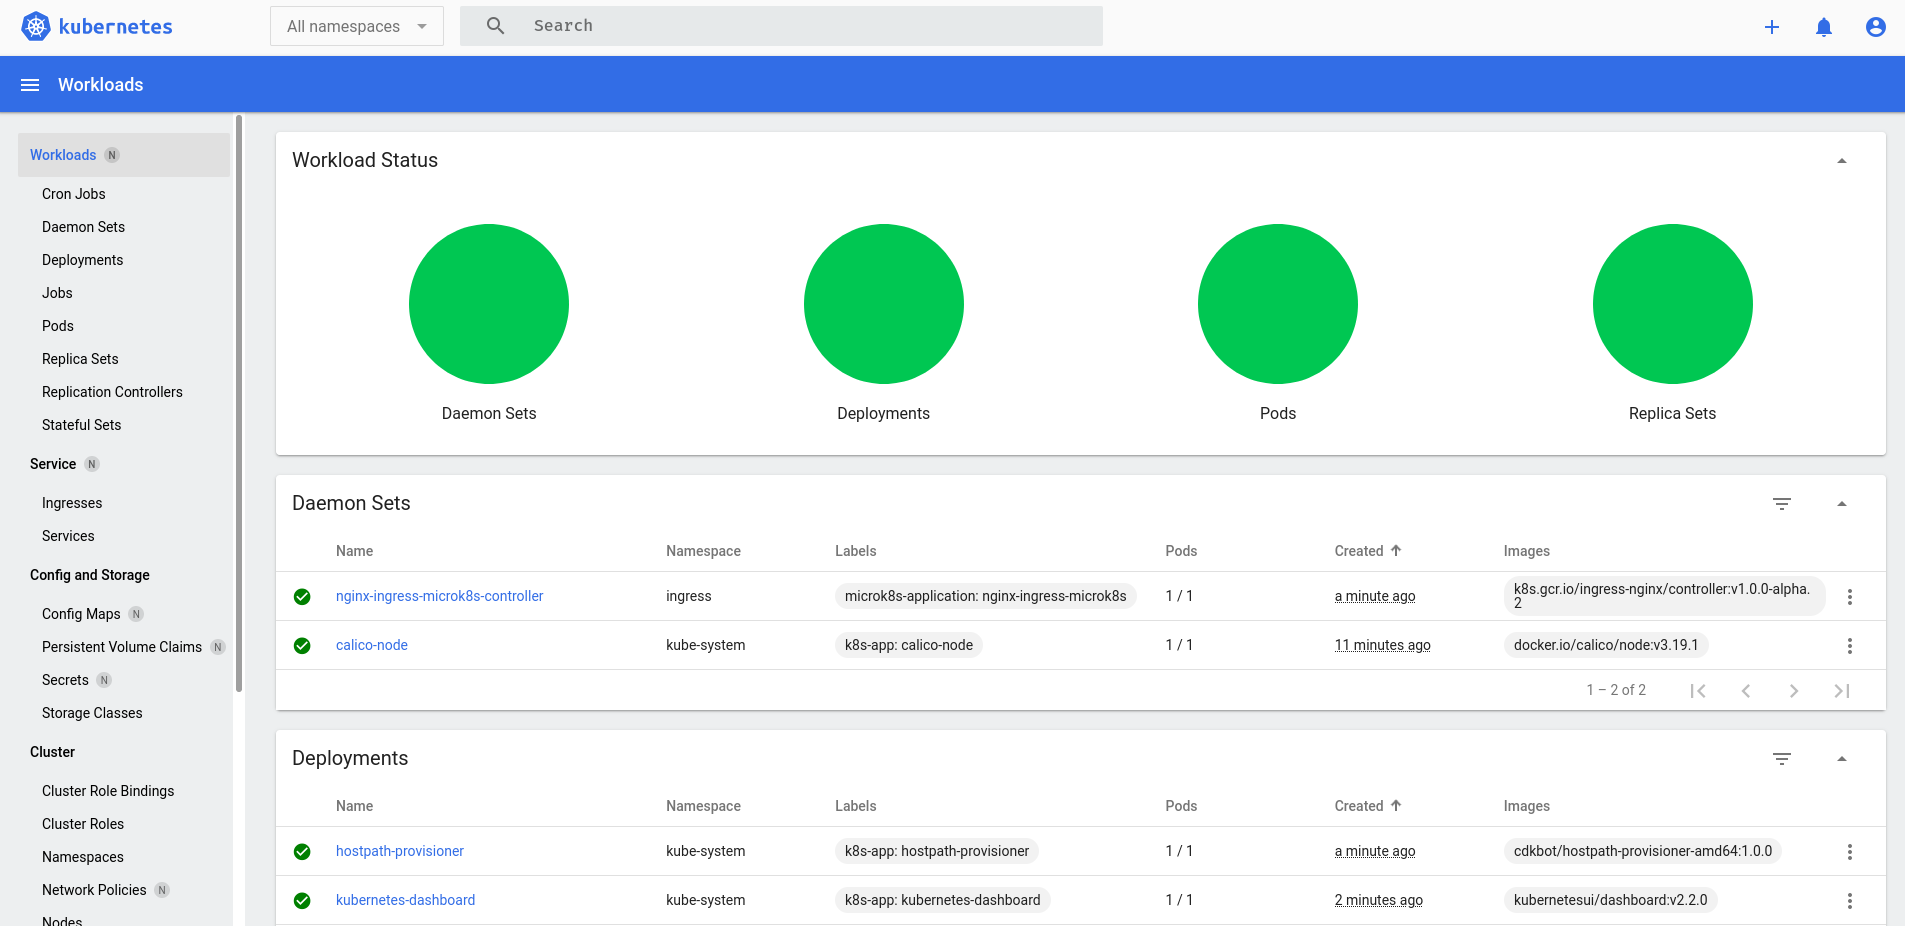 kubernetes
All namespaces
Search
Workloads
Workloads N
Cron Jobs
Daemon Sets
Deployments
Jobs
Pods
Replica Sets
Replication Controllers
Stateful Sets
Service N
Ingresses
Services
Config and Storage
Config Maps N
Persistent Volume Claims N
Secrets N
Storage Classes
Cluster
Cluster Role Bindings
Cluster Roles
Namespaces
Network Policies N
Nodes
Workload Status
Daemon Sets Deployments Pods Replica Sets
Daemon Sets
Name Namespace Labels Pods Created Images
nginx-ingress-microk8s-controller ingress microk8s-application: nginx-ingress-microk8s 1 / 1 a minute ago k8s.gcr.io/ingress-nginx/controller:v1.0.0-alpha.
2
calico-node kube-system k8s-app: calico-node 1 / 1 11 minutes ago docker.io/calico/node:v3.19.1
1 – 2 of 2
Deployments
Name Namespace Labels Pods Created Images
hostpath-provisioner kube-system k8s-app: hostpath-provisioner 1 / 1 a minute ago cdkbot/hostpath-provisioner-amd64:1.0.0
kubernetes-dashboard kube-system k8s-app: kubernetes-dashboard 1 / 1 2 minutes ago kubernetesui/dashboard:v2.2.0